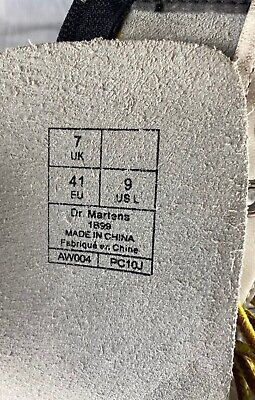 7
UK
41 9
EU US L
Dr. Martens
1B99
MADE IN CHINA
Fabriqué en Chine
AW004 PC10J